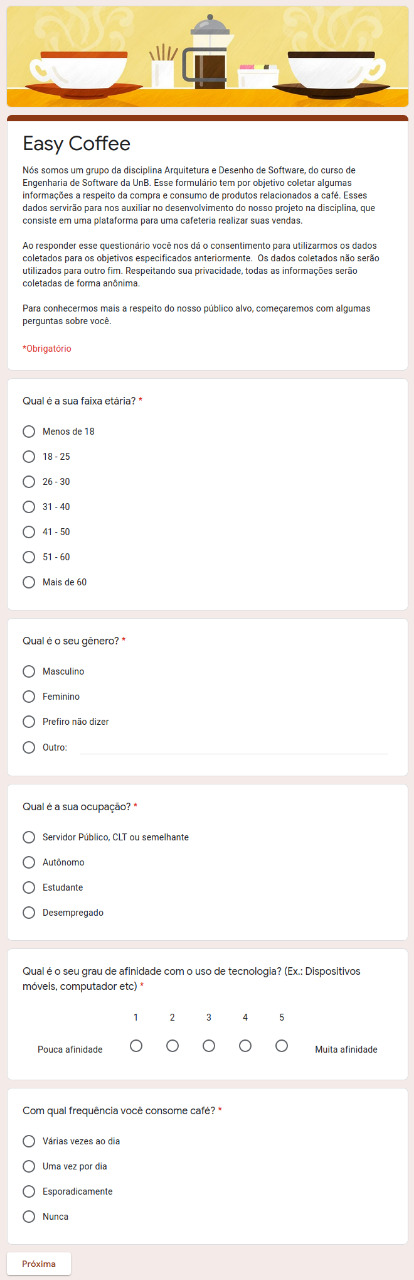 Easy Coffee
Nós somos um grupo da disciplina Arquitetura e Desenho de Software, do curso de
Engenharia de Software da UnB. Esse formulário tem por objetivo coletar algumas
informações a respeito da compra e consumo de produtos relacionados a café. Esses
dados servirão para nos auxiliar no desenvolvimento do nosso projeto na disciplina, que
consiste em uma plataforma para uma cafeteria realizar suas vendas.
Ao responder esse questionário você nos dá o consentimento para utilizarmos os dados
coletados para os objetivos especificados anteriormente. Os dados coletados não serão
utilizados para outro fim. Respeitando sua privacidade, todas as informações serão
coletadas de forma anônima.
Para conhecermos mais a respeito do nosso público alvo, começaremos com algumas
perguntas sobre você.
*Obrigatório
Qual é a sua faixa etária? *
Menos de 18
18 - 25
26 - 30
31 - 40
41 - 50
51 - 60
Mais de 60
Qual é o seu gênero? *
Masculino
Feminino
Prefiro não dizer
Outro:
Qual é a sua ocupação? *
Servidor Público, CLT ou semelhante
Autônomo
Estudante
Desempregado
Qual é o seu grau de afinidade com o uso de tecnologia? (Ex.: Dispositivos
móveis, computador etc) *
1 2 3 4 5
Pouca afinidade Muita afinidade
Com qual frequência você consome café? *
Várias vezes ao dia
Uma vez por dia
Esporadicamente
Nunca
Próxima